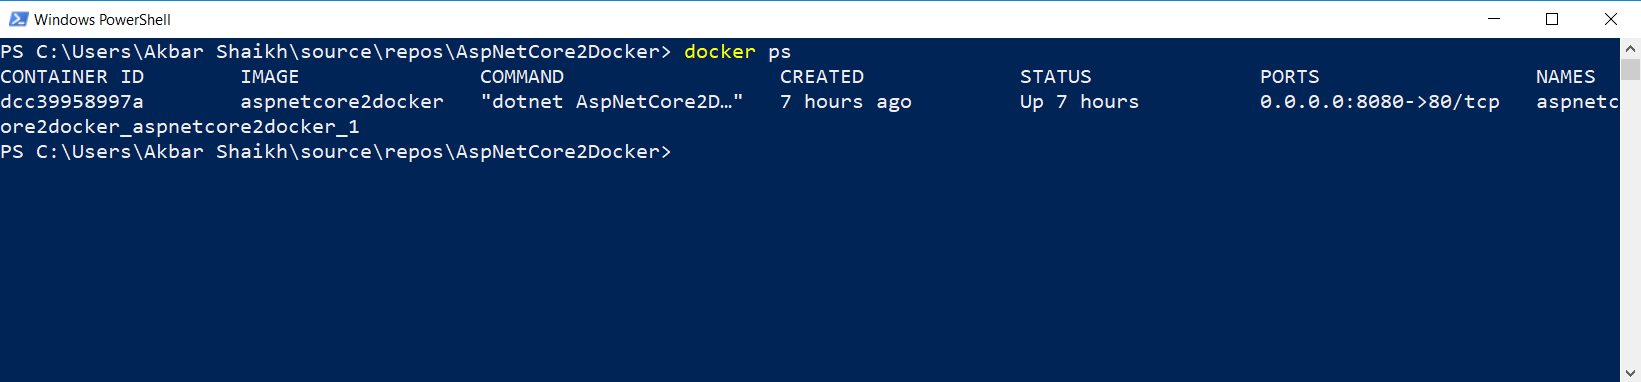 Windows PowerShell
PS C:\Users\Akbar Shaikh\source\repos\AspNetCore2Docker> docker ps
CONTAINER ID        IMAGE               COMMAND                  CREATED             STATUS              PORTS                  NAMES
dcc39958997a        aspnetcore2docker   "dotnet AspNetCore2D…"   7 hours ago         Up 7 hours          0.0.0.0:8080->80/tcp   aspnetc
ore2docker_aspnetcore2docker_1
PS C:\Users\Akbar Shaikh\source\repos\AspNetCore2Docker>